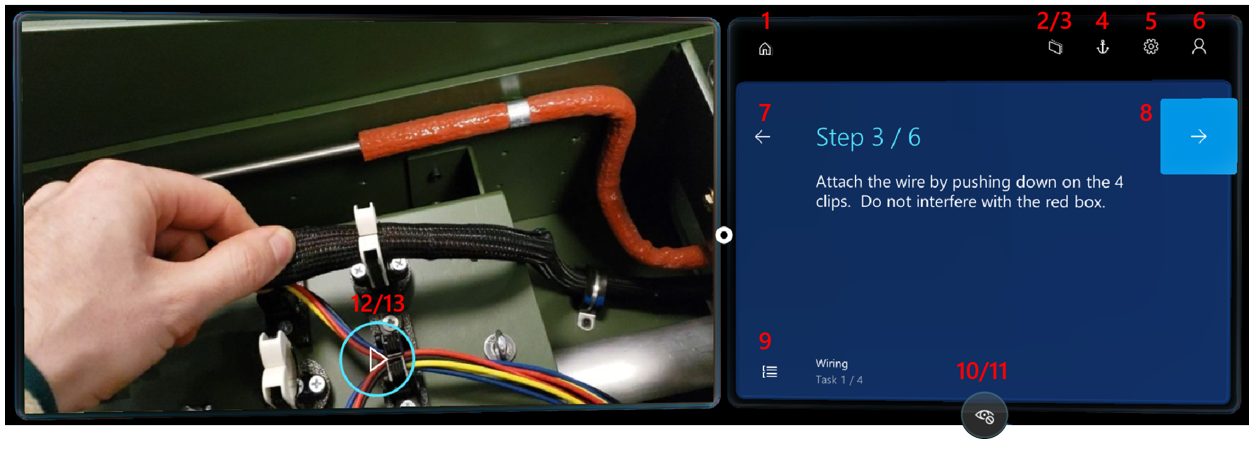 1
2/3
4
5
6
7
8
Step 3 / 6
Attach the wire by pushing down on the 4
clips. Do not interfere with the red box.
12/13
9
Wiring
Task 1 / 4
10/11